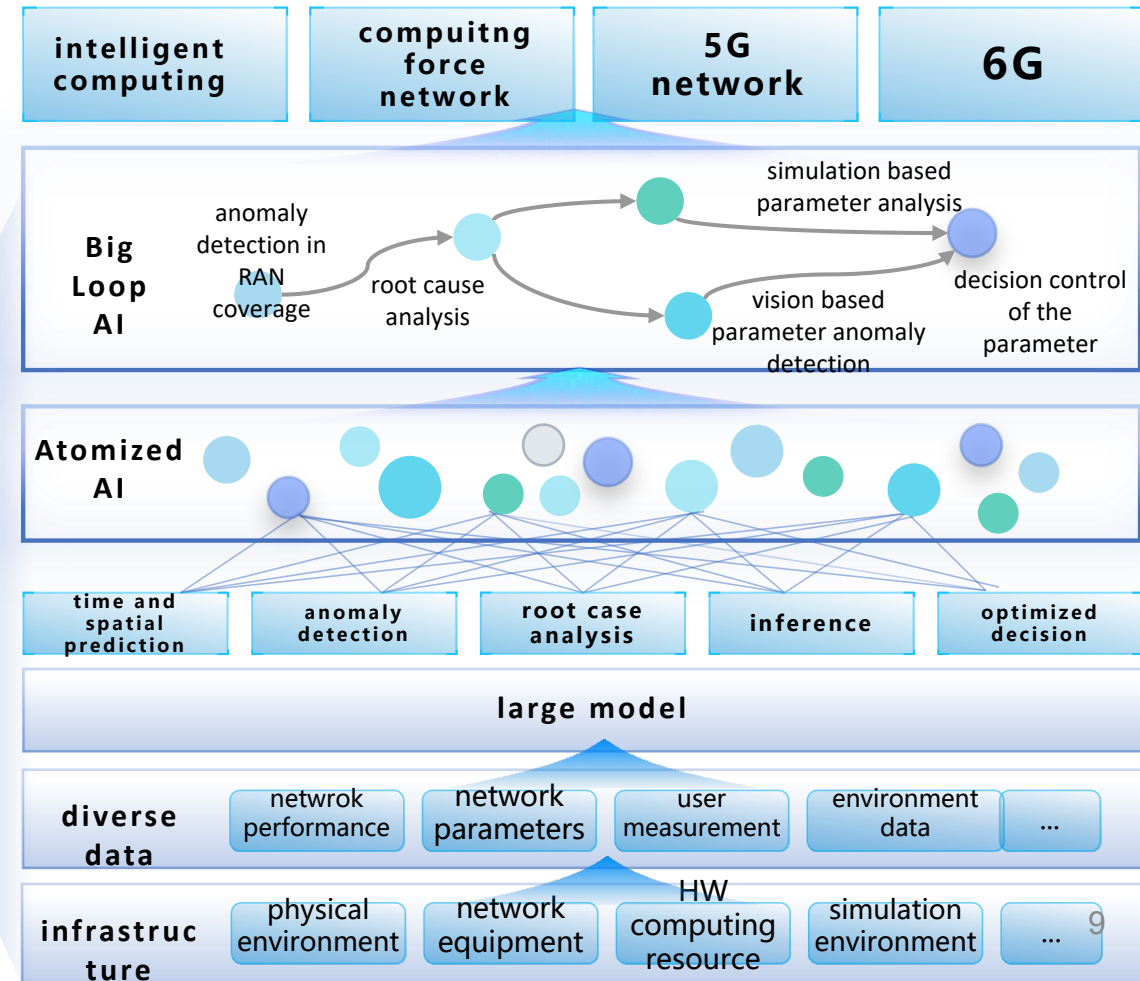 intelligent
computing
compuitng
force
network
5G
network
6G
Big
Loop
AI
anomaly
detection in
RAN
coverage
root cause
analysis
simulation based
parameter analysis
vision based
parameter anomaly
detection
decision control
of the
parameter
Atomized
AI
time and
spatial
prediction
anomaly
detection
root case
analysis
inference
optimized
decision
large model
diverse
data
netwrok
performance
network
parameters
user
measurement
environment
data
...
infrastruc
ture
physical
environment
network
equipment
HW
computing
resource
simulation
environment
...
9